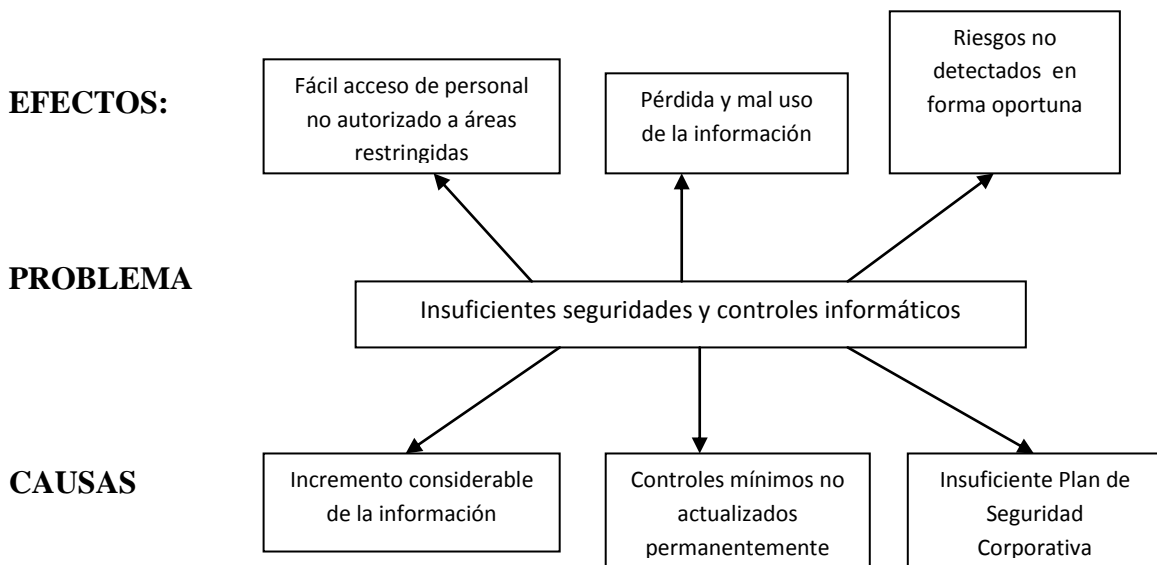 EFECTOS:
Fácil acceso de personal
no autorizado a áreas
restringidas
Pérdida y mal uso
de la información
Riesgos no
detectados en
forma oportuna
PROBLEMA
Insuficientes seguridades y controles informáticos
CAUSAS
Incremento considerable
de la información
Controles mínimos no
actualizados
permanentemente
Insuficiente Plan de
Seguridad
Corporativa